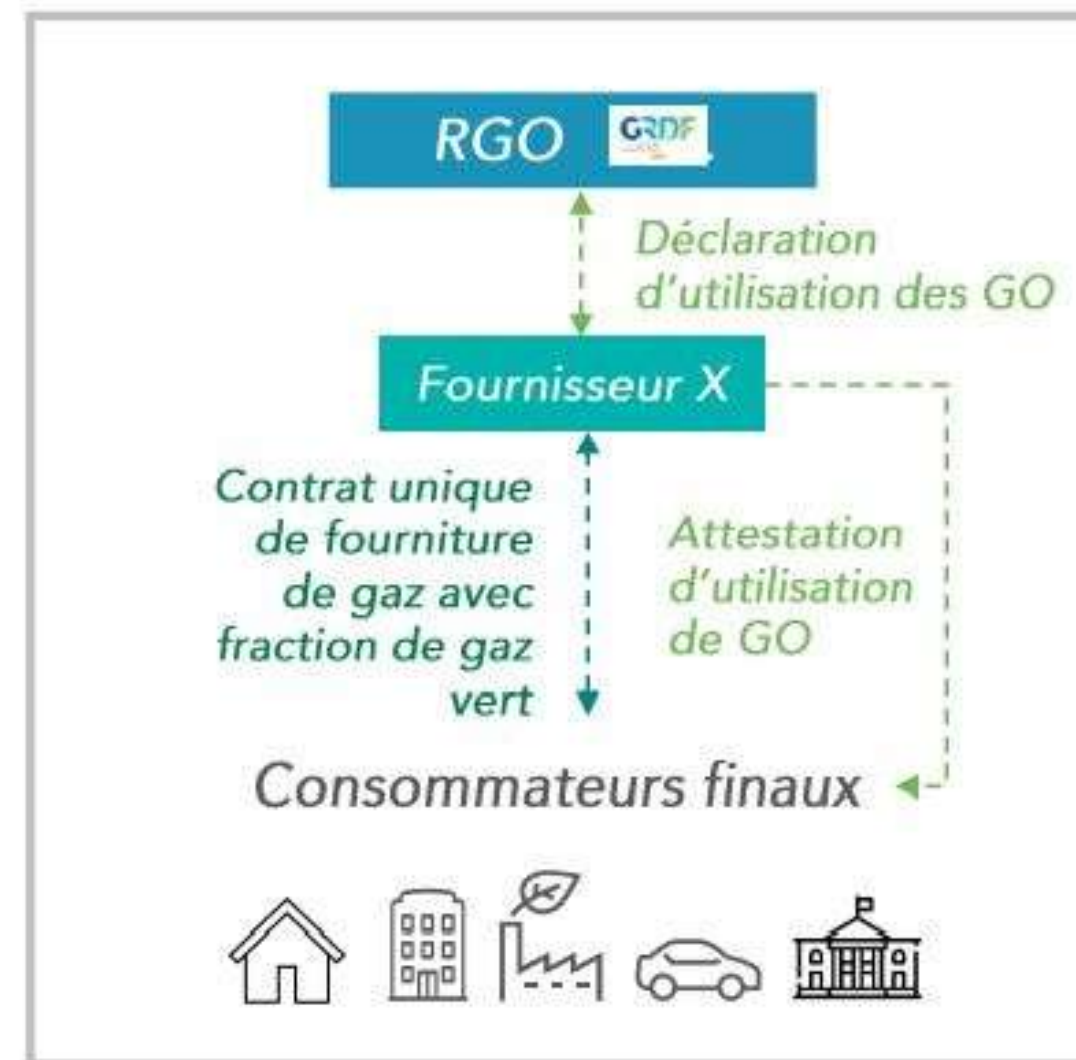 RGO GRDF
Déclaration
d'utilisation des GO
Fournisseur X
Contrat unique
de fourniture
de gaz avec
fraction de gaz
vert
Attestation
d'utilisation
de GO
Consommateurs finaux